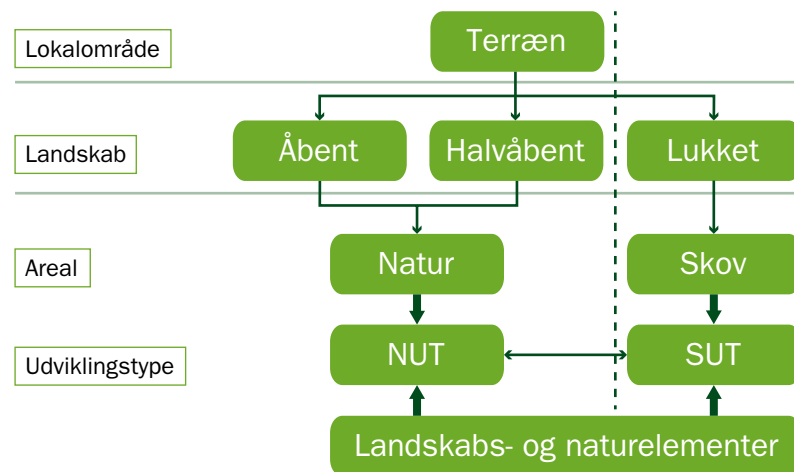 Lokalområde
Terræn
Landskab
Åbent
Halvåbent
Lukket
Areal
Natur
Skov
Udviklingstype
NUT
SUT
Landskabs- og naturelementer